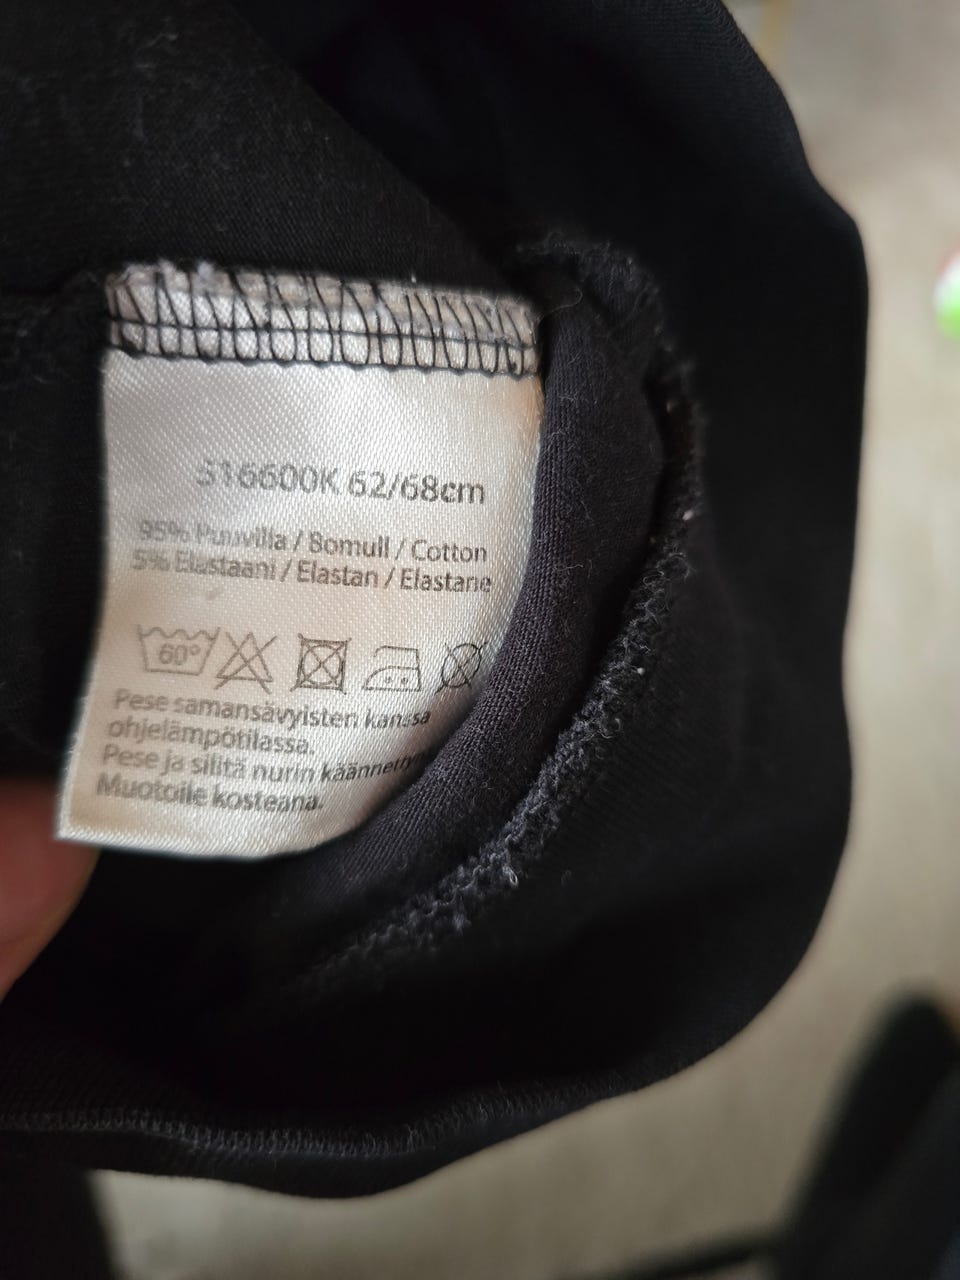 516600K 62/68cm
95% Puuvilla / Bomull / Cotton
5% Elastaani / Elastan / Elastane
60°
Pese samansävyisten kanssa
ohjelämpötilassa.
Pese ja silitä nurin
Muotoile kosteana.